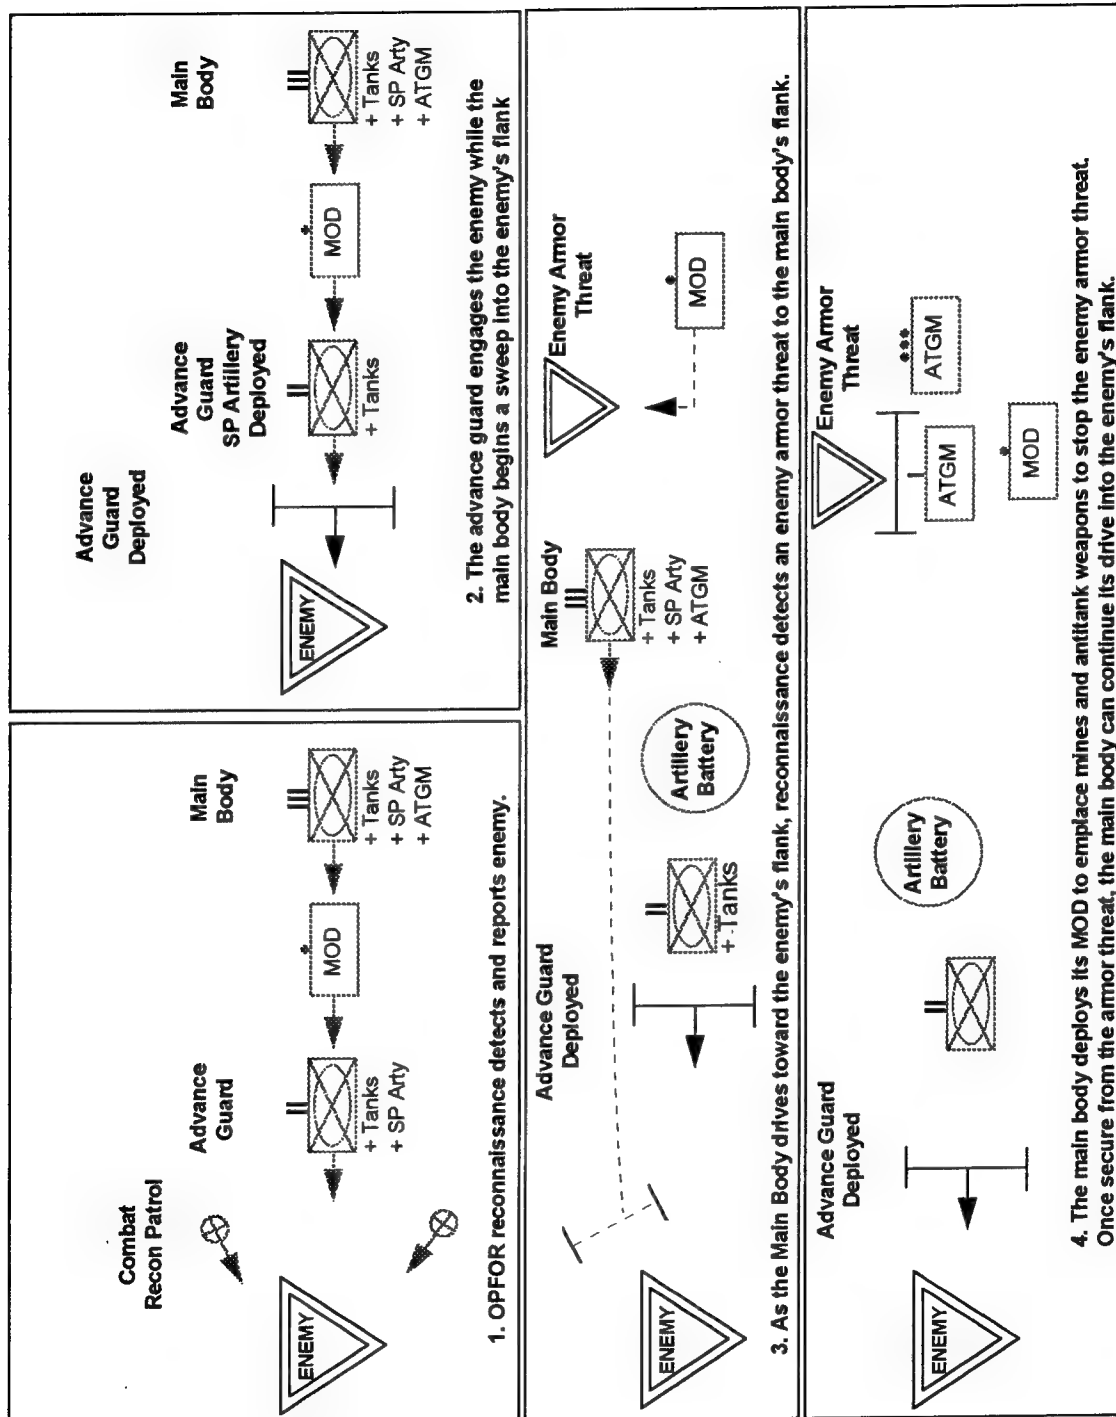 Combat
Recon Patrol
Advance
Guard
Main
Body
ENEMY
MOD
+ Tanks
+ SP Arty
+ Tanks
+ SP Arty
+ ATGM
1. OPFOR reconnaissance detects and reports enemy.
Advance
Guard
Deployed
Advance
Guard
SP Artillery
Deployed
Main
Body
ENEMY
MOD
+ Tanks
+ Tanks
+ SP Arty
+ ATGM
2. The advance guard engages the enemy while the
main body begins a sweep into the enemy's flank
Advance Guard
Deployed
Main Body
Enemy Armor
Threat
+ Tanks
+ SP Arty
+ ATGM
ENEMY
+ Tanks
Artillery
Battery
MOD
3. As the Main Body drives toward the enemy's flank, reconnaissance detects an enemy armor threat to the main body's flank.
Advance Guard
Deployed
Enemy Armor
Threat
ENEMY
Artillery
Battery
ATGM
ATGM
MOD
4. The main body deploys its MOD to emplace mines and antitank weapons to stop the enemy armor threat.
Once secure from the armor threat, the main body can continue its drive into the enemy's flank.